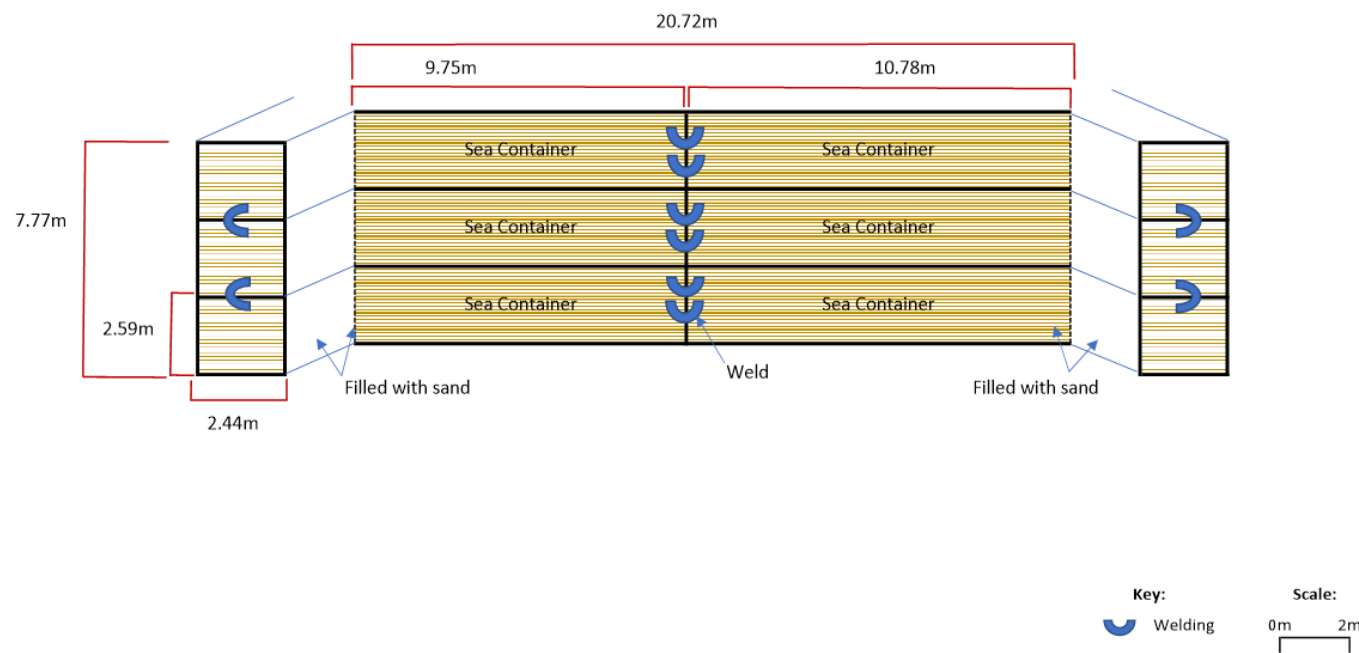 20.72m
9.75m
10.78m
Sea Container
Sea Container
7.77m
Sea Container
Sea Container
Sea Container
Sea Container
2.59m
Weld
Filled with sand
Filled with sand
2.44m
Key:
Scale:
Welding
0m
2m